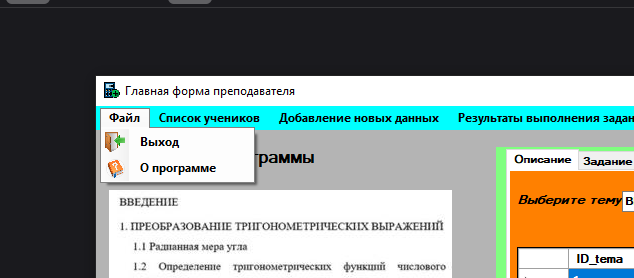 Главная форма преподавателя
Файл Список учеников Добавление новых данных Результаты выполнения задан
Выход
О программе
граммы
Описание Задание
ВВЕДЕНИЕ
Выберите тему В
1. ПРЕОБРАЗОВАНИЕ ТРИГОНОМЕТРИЧЕСКИХ ВЫРАЖЕНИЙ
1.1 Радианная мера угла
ID_tema
1.2 Определение тригонометрических функций числового